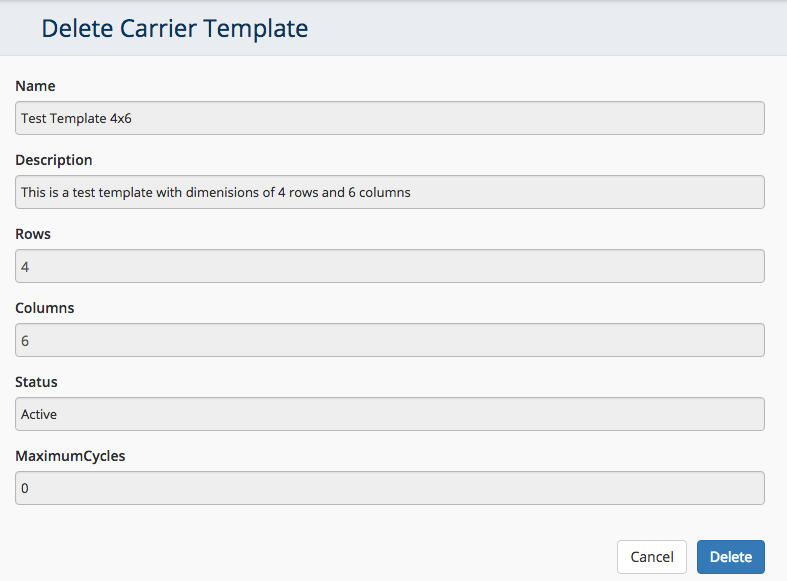 Delete Carrier Template
Name
Test Template 4x6
Description
This is a test template with dimenisions of 4 rows and 6 columns
Rows
4
Columns
6
Status
Active
MaximumCycles
0
Cancel Delete